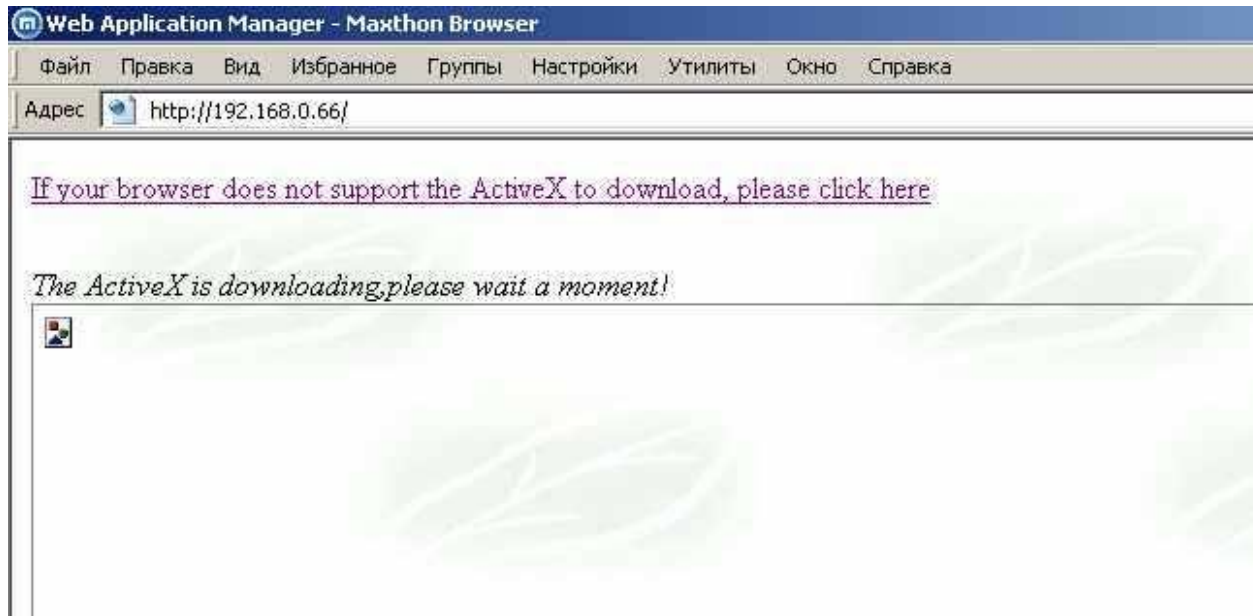 Web Application Manager - Maxthon Browser
Файл Правка Вид Избранное Группы Настройки Утилиты Окно Справка
Адрес http://192.168.0.66/
If your browser does not support the ActiveX to download, please click here
The ActiveX is downloading,please wait a moment!